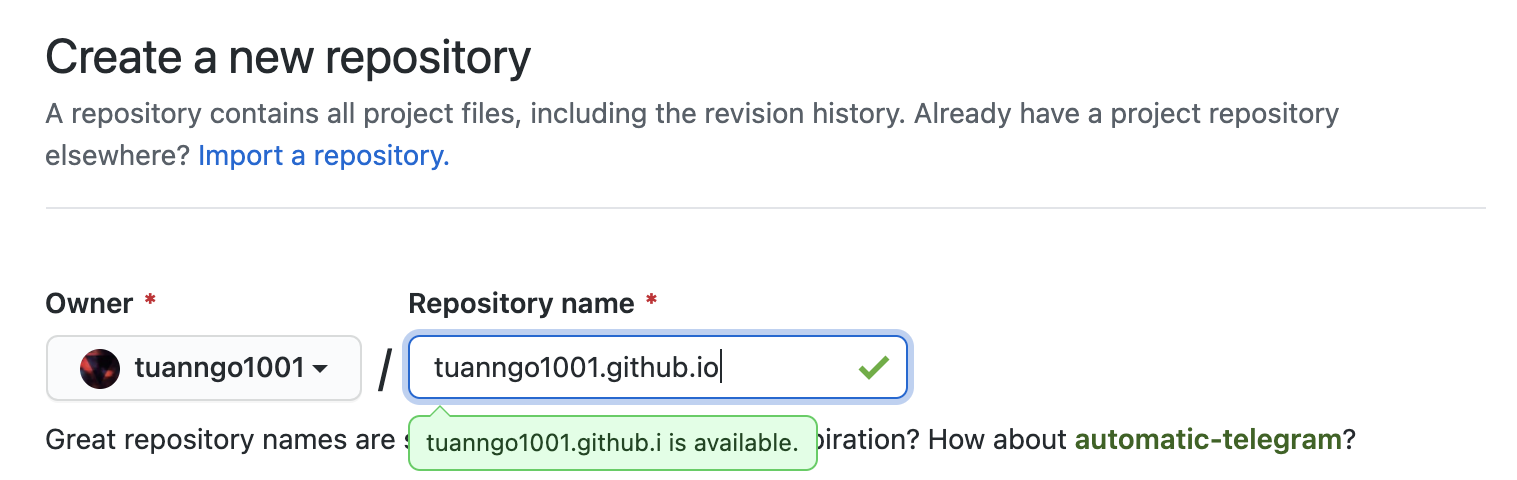 Create a new repository
A repository contains all project files, including the revision history. Already have a project repository
elsewhere? Import a repository.
Owner *
Repository name *
tuanngo1001
/
tuanngo1001.github.io
Great repository names are
tuanngo1001.github.i is available.
How about automatic-telegram?